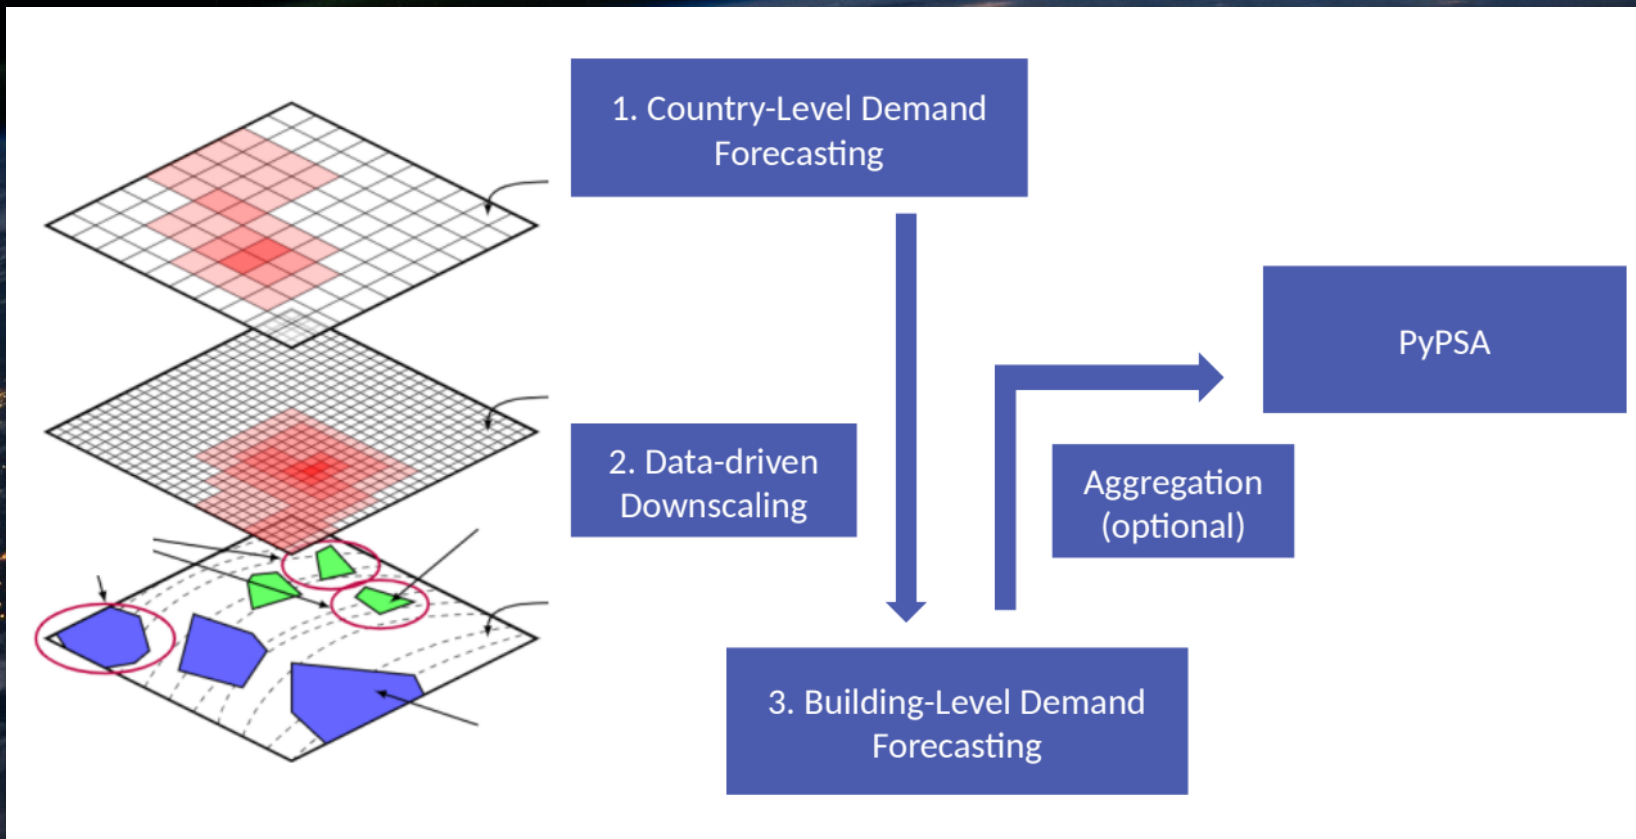 1. Country-Level Demand
Forecasting
PyPSA
2. Data-driven
Downscaling
Aggregation
(optional)
3. Building-Level Demand
Forecasting